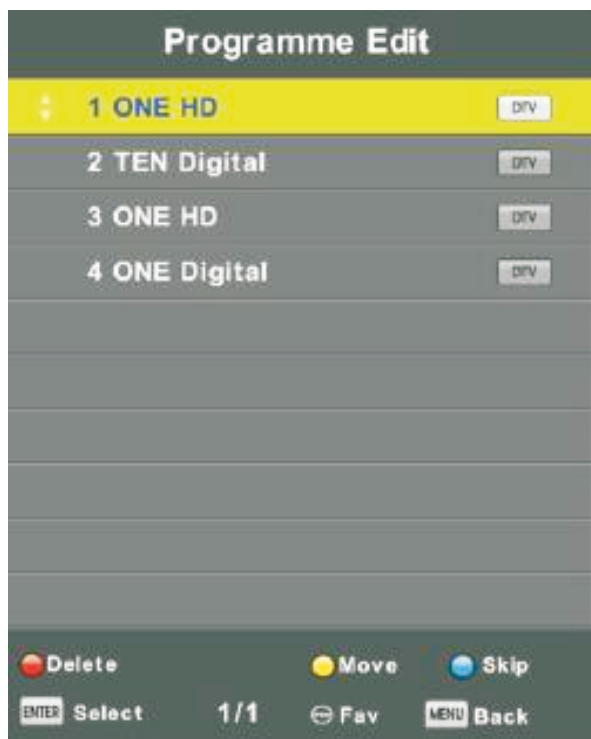 Programme Edit
1 ONE HD DTV
2 TEN Digital DTV
3 ONE HD DTV
4 ONE Digital DTV
Delete Move Skip
ENTER Select 1/1 Fav MENU Back